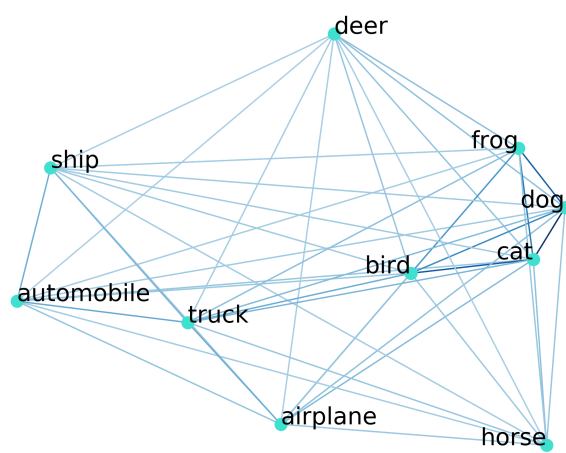 deer
frog
ship
dog
cat
bird
automobile
truck
airplane
horse